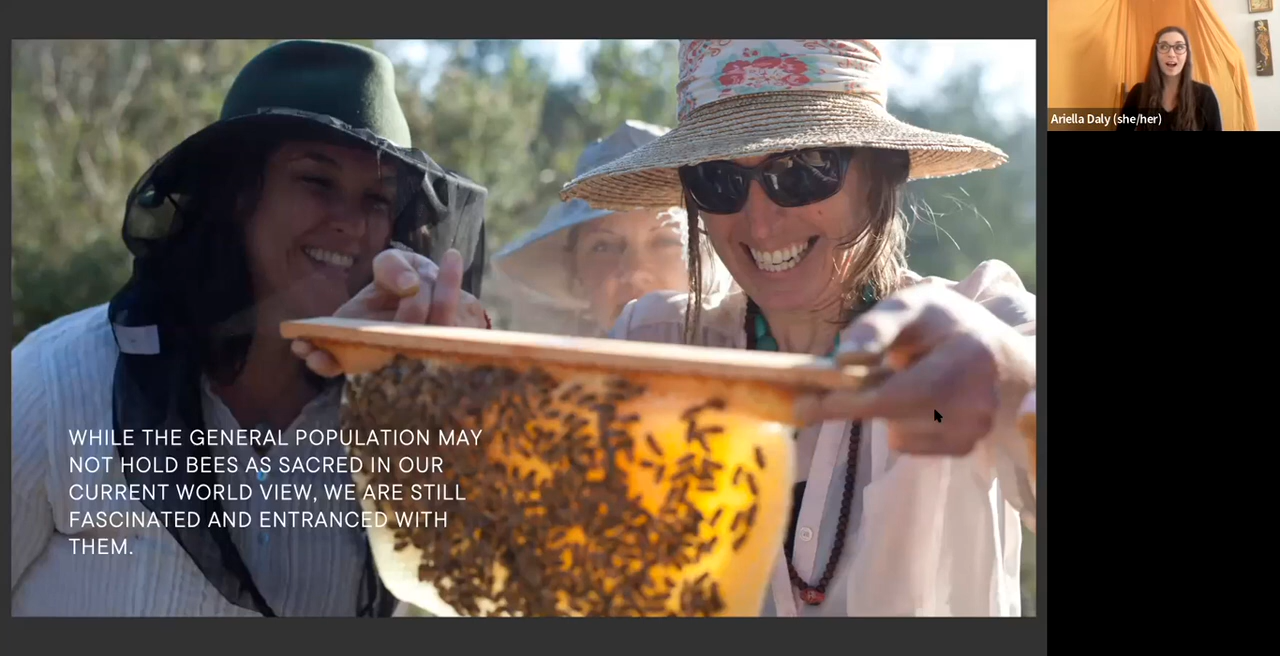 WHILE THE GENERAL POPULATION MAY
NOT HOLD BEES AS SACRED IN OUR
CURRENT WORLD VIEW, WE ARE STILL
FASCINATED AND ENTRANCED WITH
THEM.
Ariella Daly (she/her)